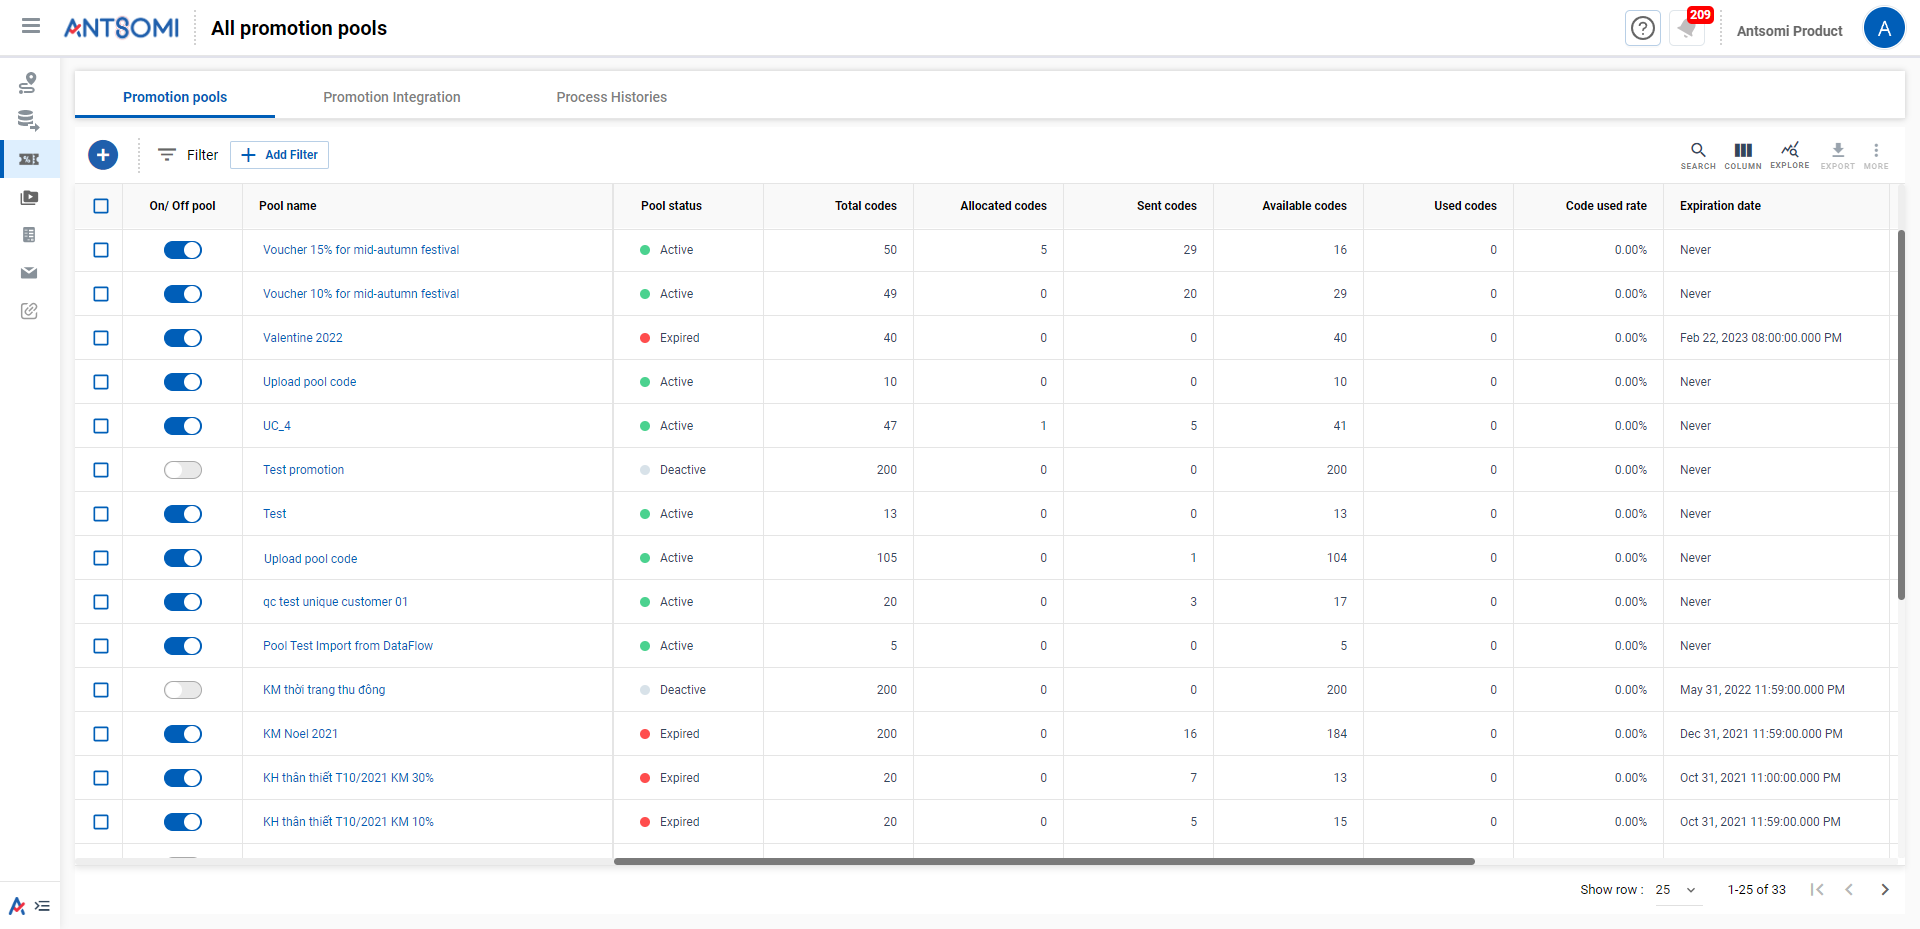 ANTSOMI
All promotion pools
209
Antsomi Product
A
Promotion pools
Promotion Integration
Process Histories
Filter
Add Filter
SEARCH
COLUMN
EXPLORE
EXPORT
MORE
On/ Off pool Pool name Pool status Total codes Allocated codes Sent codes Available codes Used codes Code used rate Expiration date
Voucher 15% for mid-autumn festival Active 50 5 29 16 0 0.00% Never
Voucher 10% for mid-autumn festival Active 49 0 20 29 0 0.00% Never
Valentine 2022 Expired 40 0 0 40 0 0.00% Feb 22, 2023 08:00:00.000 PM
Upload pool code Active 10 0 0 10 0 0.00% Never
UC_4 Active 47 1 5 41 0 0.00% Never
Test promotion Deactive 200 0 0 200 0 0.00% Never
Test Active 13 0 0 13 0 0.00% Never
Upload pool code Active 105 0 1 104 0 0.00% Never
qc test unique customer 01 Active 20 0 3 17 0 0.00% Never
Pool Test Import from DataFlow Active 5 0 0 5 0 0.00% Never
KM thời trang thu đông Deactive 200 0 0 200 0 0.00% May 31, 2022 11:59:00.000 PM
KM Noel 2021 Expired 200 0 16 184 0 0.00% Dec 31, 2021 11:59:00.000 PM
KH thân thiết T10/2021 KM 30% Expired 20 0 7 13 0 0.00% Oct 31, 2021 11:00:00.000 PM
KH thân thiết T10/2021 KM 10% Expired 20 0 5 15 0 0.00% Oct 31, 2021 11:59:00.000 PM
Show row : 25 1-25 of 33